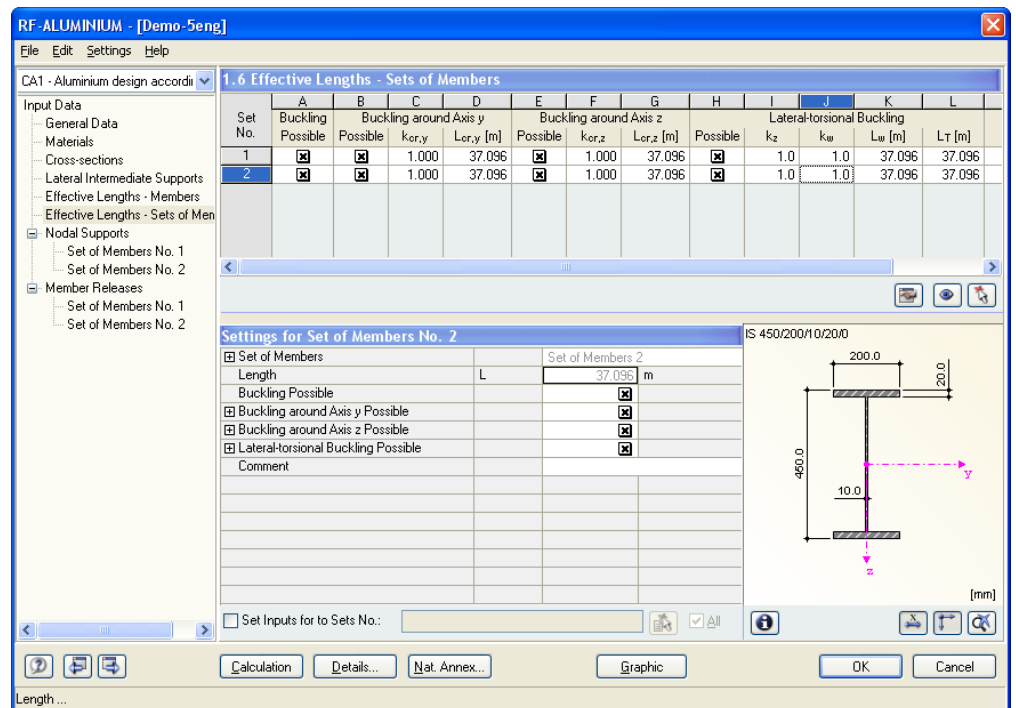 RF-ALUMINIUM - [Demo-5eng]
File Edit Settings Help
CA1 - Aluminium design accordii
1.6 Effective Lengths - Sets of Members
Input Data
General Data
Materials
Cross-sections
Lateral Intermediate Supports
Effective Lengths - Members
Effective Lengths - Sets of Men
Nodal Supports
Set of Members No. 1
Set of Members No. 2
Member Releases
Set of Members No. 1
Set of Members No. 2
A B C D E F G H I J K L
Set Buckling Buckling around Axis y Buckling around Axis z Lateral-torsional Buckling
No. Possible Possible kcr,y Lcr,y [m] Possible kcr,z Lcr,z [m] Possible kz kw Lw [m] LT [m]
1 1.000 37.096 1.000 37.096 1.0 1.0 37.096 37.096
2 1.000 37.096 1.000 37.096 1.0 1.0 37.096 37.096
Settings for Set of Members No. 2
Set of Members Set of Members 2
Length L 37.096 m
Buckling Possible
Buckling around Axis y Possible
Buckling around Axis z Possible
Lateral-torsional Buckling Possible
Comment
Set Inputs for to Sets No.: All
IS 450/200/10/20/0
200.0
20.0
450.0
10.0
y
z
[mm]
Calculation Details... Nat. Annex... Graphic OK Cancel
Length ...